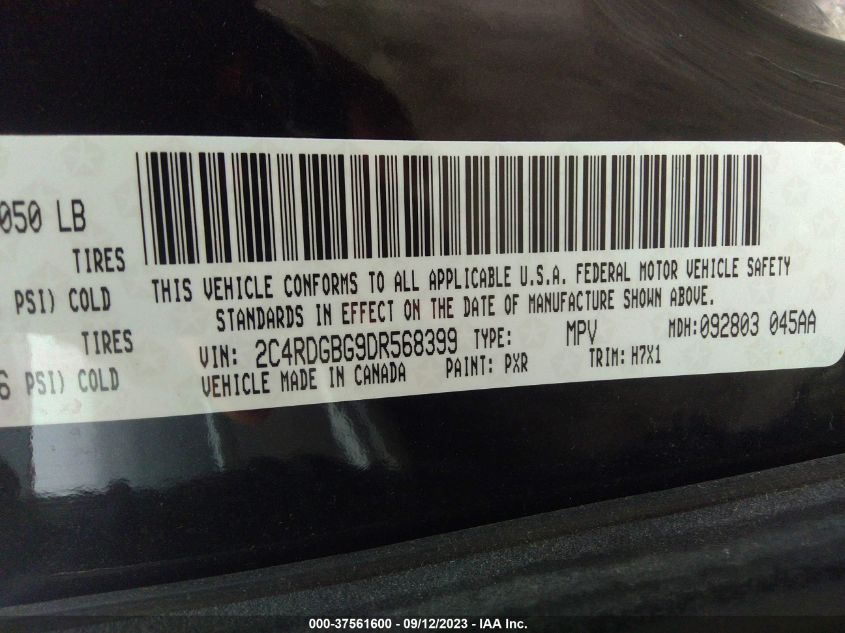 050 LB
TIRES
PSI) COLD
TIRES
6 PSI) COLD
THIS VEHICLE CONFORMS TO ALL APPLICABLE U.S.A. FEDERAL MOTOR VEHICLE SAFETY
STANDARDS IN EFFECT ON THE DATE OF MANUFACTURE SHOWN ABOVE.
VIN: 2C4RDGBG9DR568399 TYPE: MPV MDH:092803 045AA
VEHICLE MADE IN CANADA PAINT: PXR TRIM: H7X1
000-37561600 - 09/12/2023 - IAA Inc.